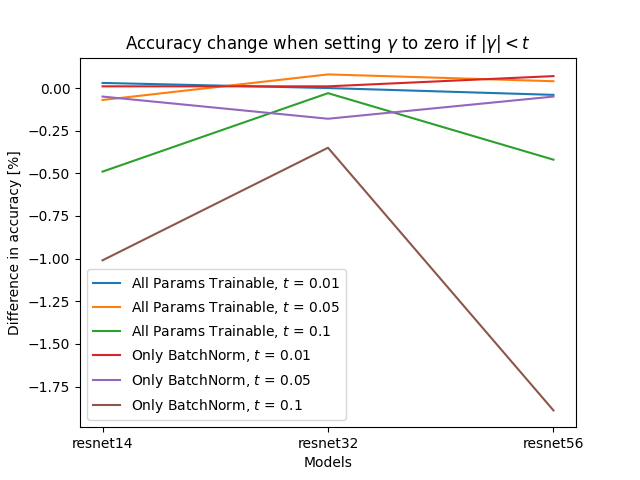 Accuracy change when setting γ to zero if |γ| < t
Difference in accuracy [%]
0.00
−0.25
−0.50
−0.75
−1.00
−1.25
−1.50
−1.75
All Params Trainable, t = 0.01
All Params Trainable, t = 0.05
All Params Trainable, t = 0.1
Only BatchNorm, t = 0.01
Only BatchNorm, t = 0.05
Only BatchNorm, t = 0.1
resnet14
resnet32
resnet56
Models